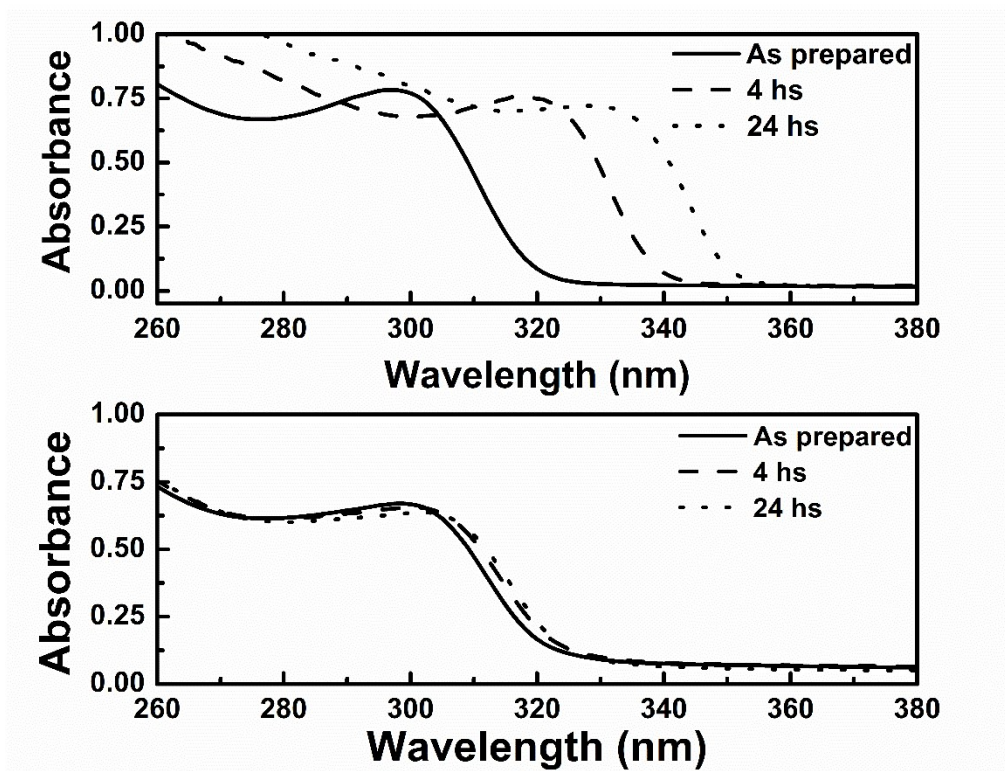 Absorbance
1.00
0.75
0.50
0.25
0.00
As prepared
4 hs
24 hs
260 280 300 320 340 360 380
Wavelength (nm)
Absorbance
1.00
0.75
0.50
0.25
0.00
As prepared
4 hs
24 hs
260 280 300 320 340 360 380
Wavelength (nm)